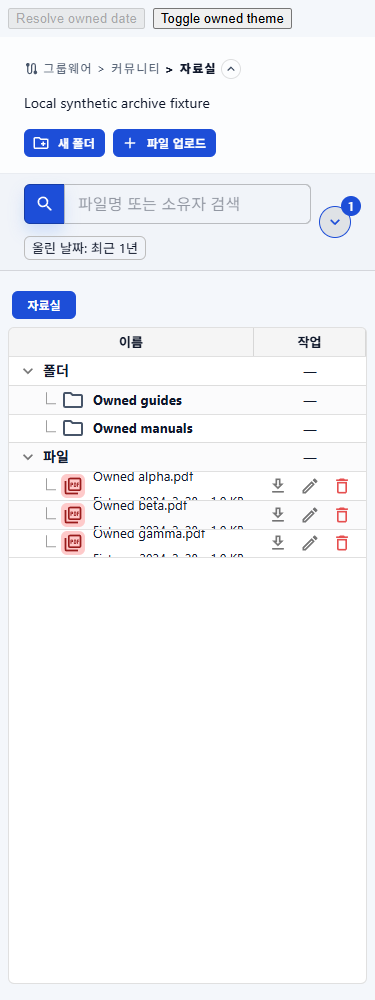 Resolve owned date Toggle owned theme
그룹웨어 > 커뮤니티 > 자료실
Local synthetic archive fixture
새 폴더 파일 업로드
파일명 또는 소유자 검색
1
올린 날짜: 최근 1년
자료실
이름 작업
폴더 —
Owned guides —
Owned manuals —
파일 —
PDF Owned alpha.pdf
PDF Owned beta.pdf
PDF Owned gamma.pdf